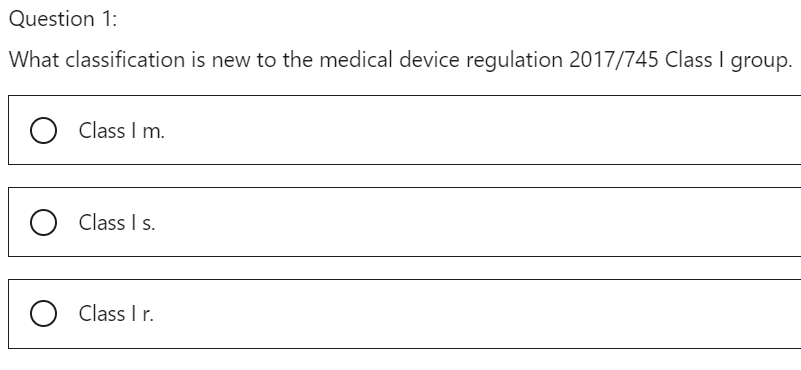 Question 1:
What classification is new to the medical device regulation 2017/745 Class I group.
Class I m.
Class I s.
Class I r.